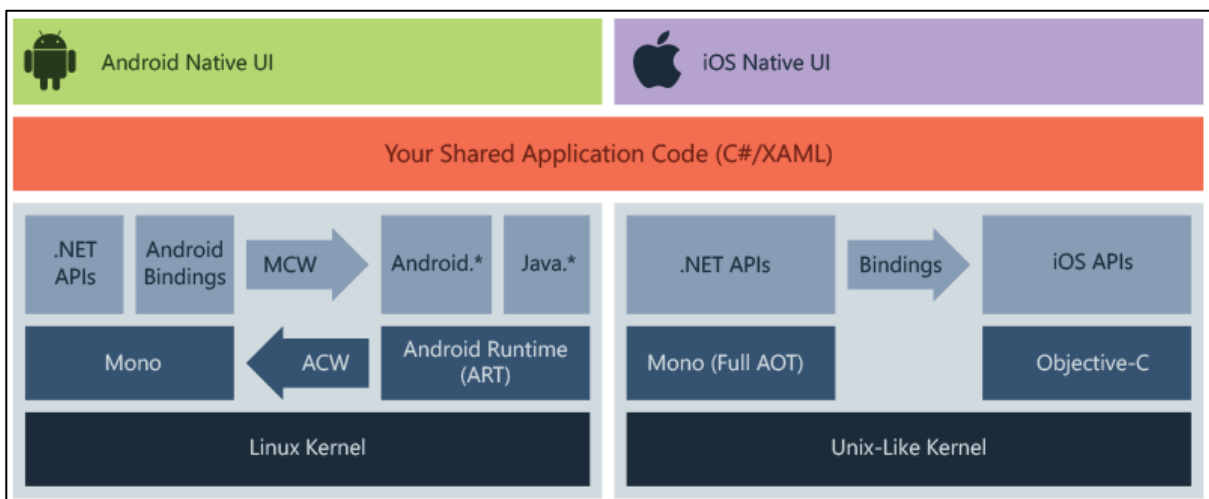 Android Native UI
iOS Native UI
Your Shared Application Code (C#/XAML)
.NET
APIs
Android
Bindings
MCW
Android.*
Java.*
.NET APIs
Bindings
iOS APIs
Mono
ACW
Android Runtime
(ART)
Mono (Full AOT)
Objective-C
Linux Kernel
Unix-Like Kernel